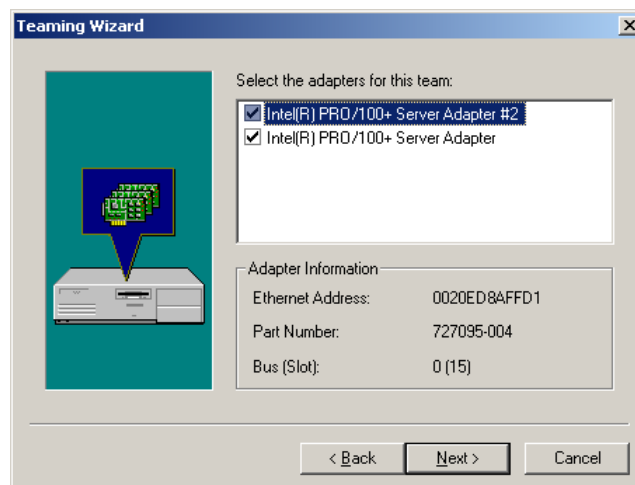 Teaming Wizard
Select the adapters for this team:
Intel(R) PRO/100+ Server Adapter #2
Intel(R) PRO/100+ Server Adapter
Adapter Information
Ethernet Address: 0020ED8AFFD1
Part Number: 727095-004
Bus (Slot): 0 (15)
< Back Next > Cancel